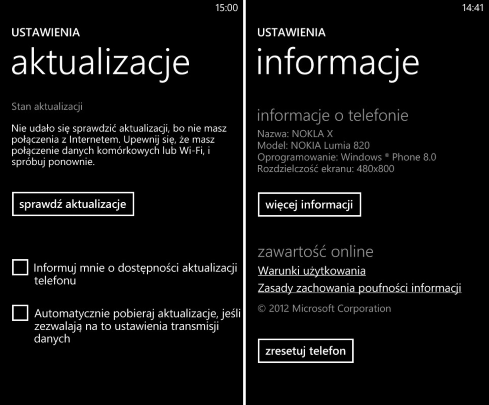 15:00
USTAWIENIA
aktualizacje
Stan aktualizacji
Nie udało się sprawdzić aktualizacji, bo nie masz
połączenia z Internetem. Upewnij się, że masz
połączenie danych komórkowych lub Wi-Fi, i
spróbuj ponownie.
sprawdź aktualizacje
Informuj mnie o dostępności aktualizacji
telefonu
Automatycznie pobieraj aktualizacje, jeśli
zezwalają na to ustawienia transmisji
danych
14:41
USTAWIENIA
informacje
informacje o telefonie
Nazwa: NOKLA X
Model: NOKIA Lumia 820
Oprogramowanie: Windows ® Phone 8.0
Rozdzielczość ekranu: 480x800
więcej informacji
zawartość online
Warunki użytkowania
Zasady zachowania poufności informacji
© 2012 Microsoft Corporation
zresetuj telefon